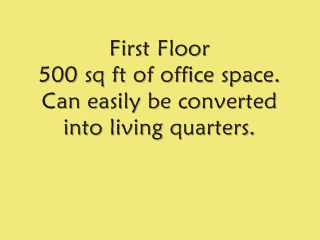 First Floor
500 sq ft of office space.
Can easily be converted
into living quarters.